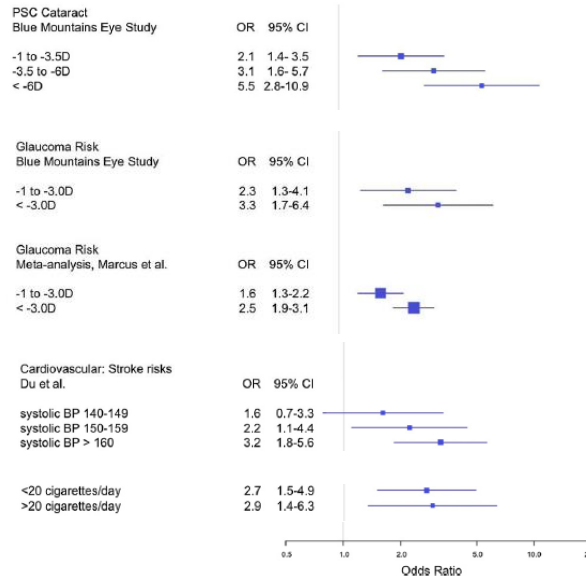 PSC Cataract
Blue Mountains Eye Study OR 95% CI
-1 to -3.5D 2.1 1.4- 3.5
-3.5 to -6D 3.1 1.6- 5.7
< -6D 5.5 2.8-10.9
Glaucoma Risk
Blue Mountains Eye Study OR 95% CI
-1 to -3.0D 2.3 1.3-4.1
< -3.0D 3.3 1.7-6.4
Glaucoma Risk
Meta-analysis, Marcus et al. OR 95% CI
-1 to -3.0D 1.6 1.3-2.2
< -3.0D 2.5 1.9-3.1
Cardiovascular: Stroke risks
Du et al. OR 95% CI
systolic BP 140-149 1.6 0.7-3.3
systolic BP 150-159 2.2 1.1-4.4
systolic BP > 160 3.2 1.8-5.6
<20 cigarettes/day 2.7 1.5-4.9
>20 cigarettes/day 2.9 1.4-6.3
0.5 1.0 2.0 5.0 10.0
Odds Ratio